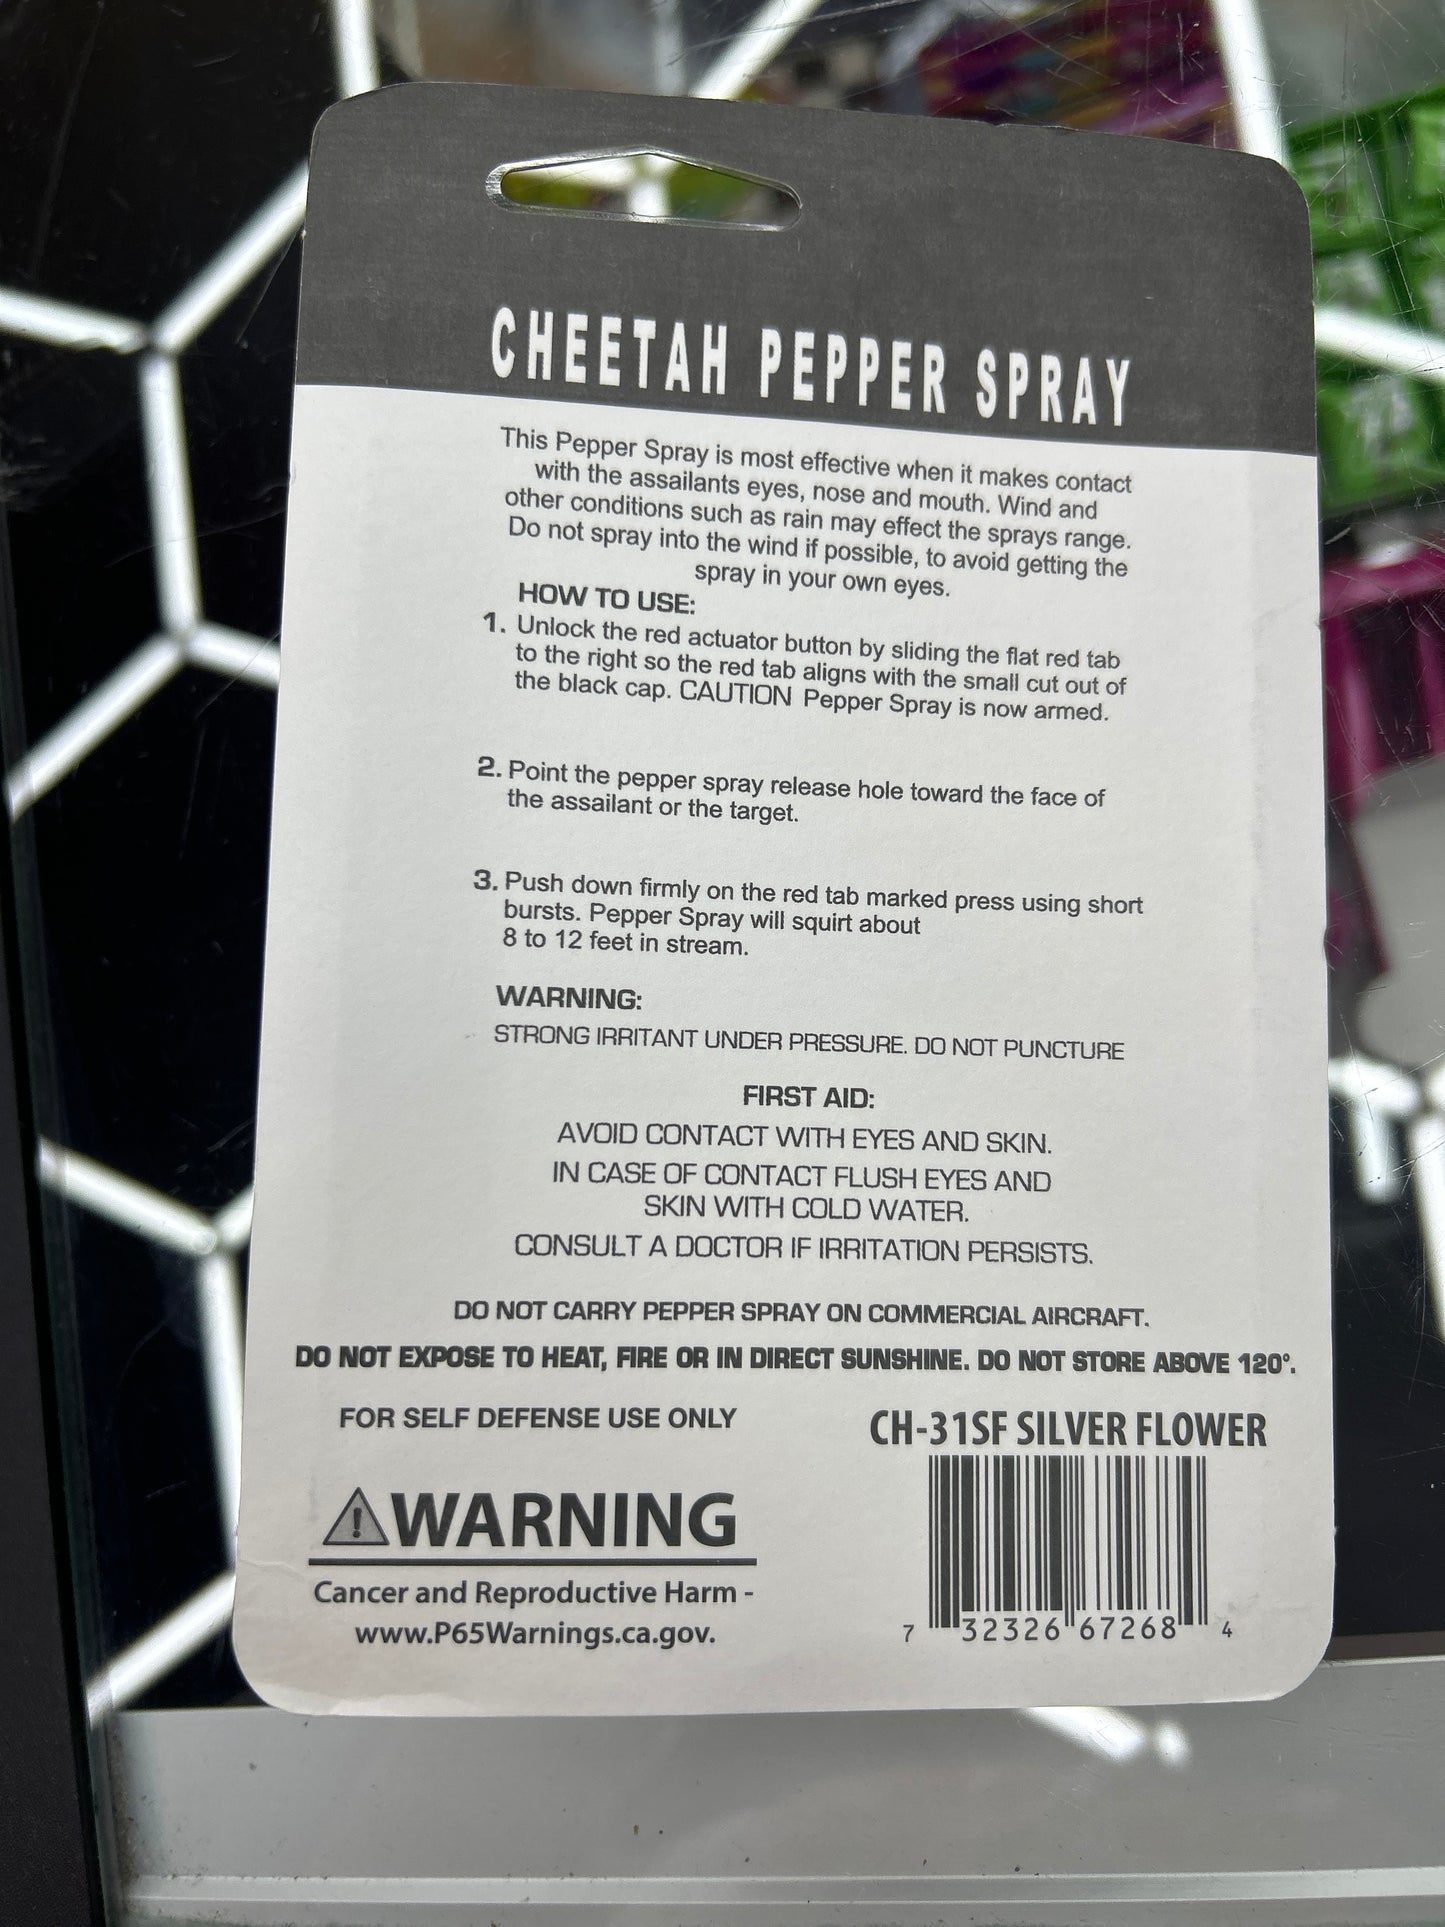 CHEETAH PEPPER SPRAY
This Pepper Spray is most effective when it makes contact
with the assailants eyes, nose and mouth. Wind and
other conditions such as rain may effect the sprays range.
Do not spray into the wind if possible, to avoid getting the
spray in your own eyes.
HOW TO USE:
1. Unlock the red actuator button by sliding the flat red tab
to the right so the red tab aligns with the small cut out of
the black cap. CAUTION Pepper Spray is now armed.
2. Point the pepper spray release hole toward the face of
the assailant or the target.
3. Push down firmly on the red tab marked press using short
bursts. Pepper Spray will squirt about
8 to 12 feet in stream.
WARNING:
STRONG IRRITANT UNDER PRESSURE. DO NOT PUNCTURE
FIRST AID:
AVOID CONTACT WITH EYES AND SKIN.
IN CASE OF CONTACT FLUSH EYES AND
SKIN WITH COLD WATER.
CONSULT A DOCTOR IF IRRITATION PERSISTS.
DO NOT CARRY PEPPER SPRAY ON COMMERCIAL AIRCRAFT.
DO NOT EXPOSE TO HEAT, FIRE OR IN DIRECT SUNSHINE. DO NOT STORE ABOVE 120°.
FOR SELF DEFENSE USE ONLY
CH-31SF SILVER FLOWER
WARNING
Cancer and Reproductive Harm -
www.P65Warnings.ca.gov.
7 32326 67268 4